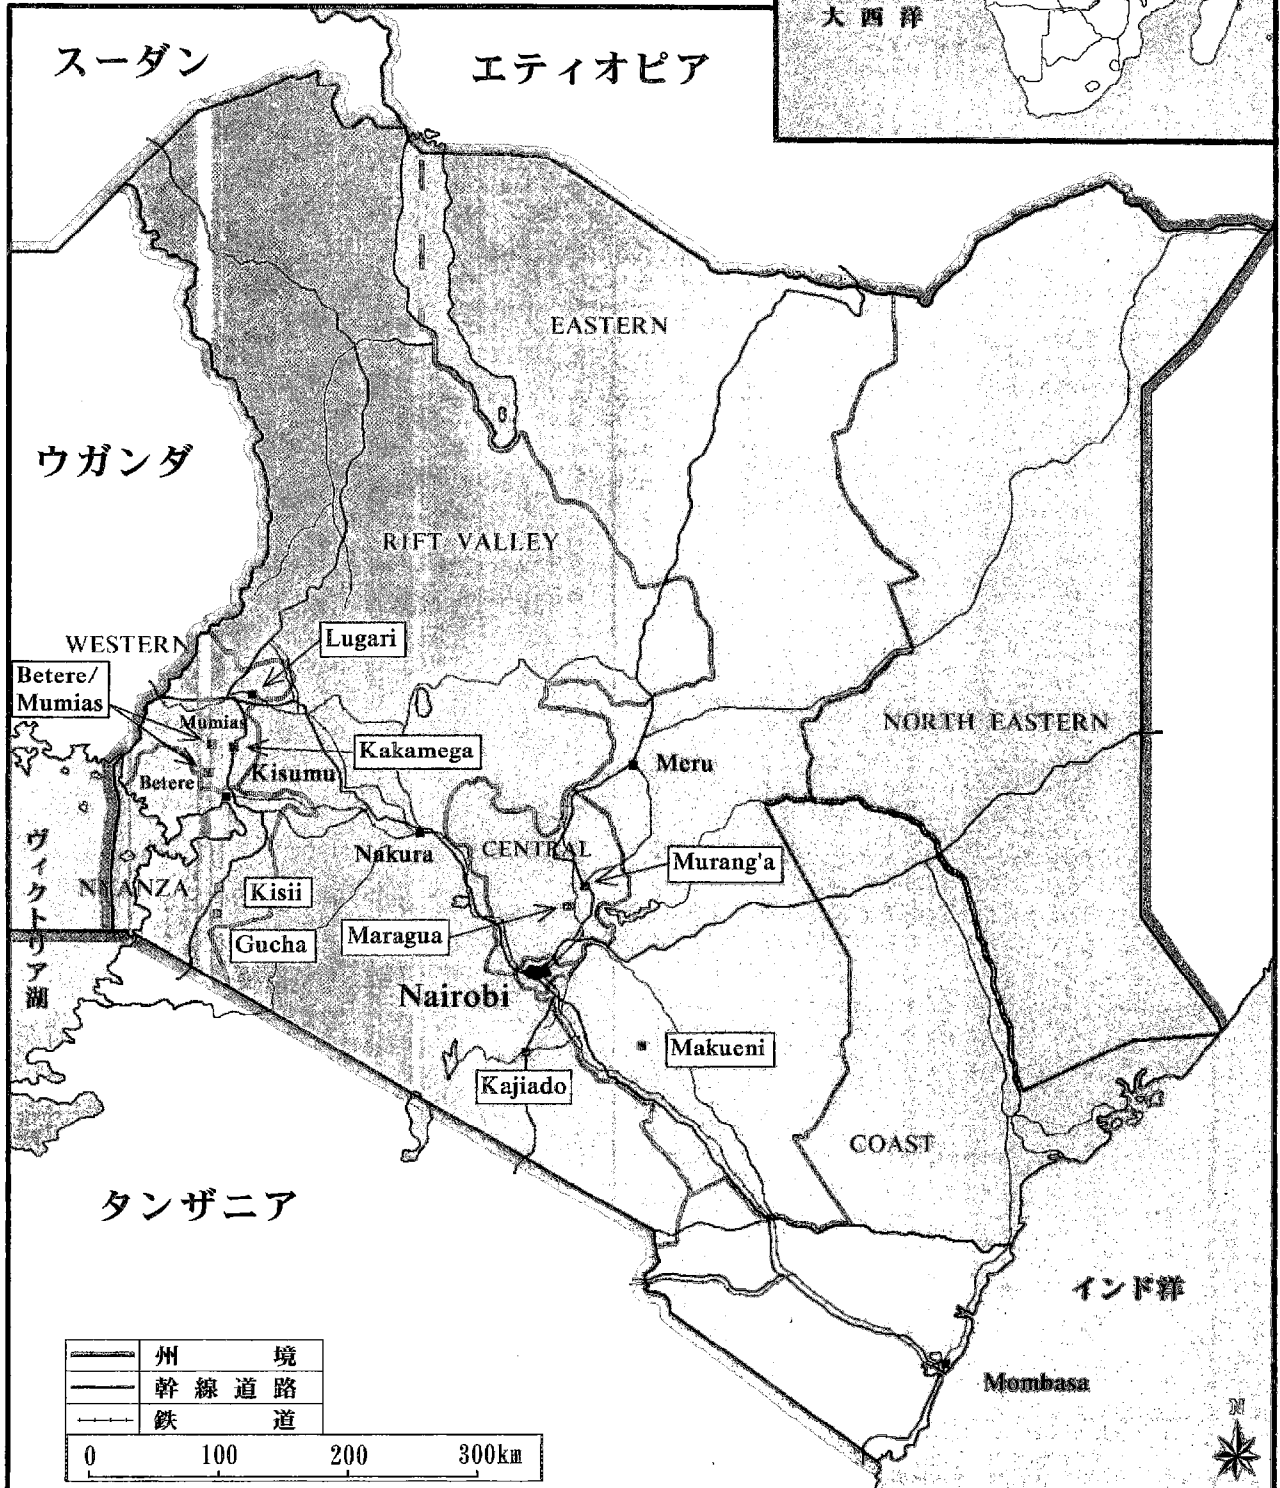 大西洋
スーダン
エティオピア
EASTERN
ウガンダ
RIFT VALLEY
WESTERN
Lugari
Betere/
Mumias
Mumias
Kakamega
NORTH EASTERN
Betere
Kisumu
Meru
Nakura
CENTRAL
Murang'a
ヴィクトリア湖
NYANZA
Kisii
Gucha
Maragua
Nairobi
Makueni
Kajiado
COAST
タンザニア
インド洋
州境
幹線道路
鉄道
Mombasa
N
0 100 200 300km